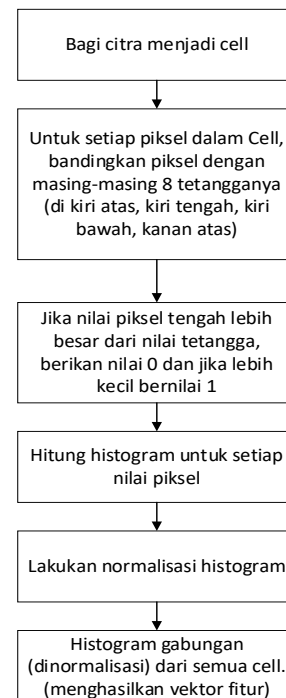 Bagi citra menjadi cell
Untuk setiap piksel dalam Cell,
bandingkan piksel dengan
masing-masing 8 tetangganya
(di kiri atas, kiri tengah, kiri
bawah, kanan atas)
Jika nilai piksel tengah lebih
besar dari nilai tetangga,
berikan nilai 0 dan jika lebih
kecil bernilai 1
Hitung histogram untuk setiap
nilai piksel
Lakukan normalisasi histogram
Histogram gabungan
(dinormalisasi) dari semua cell.
(menghasilkan vektor fitur)